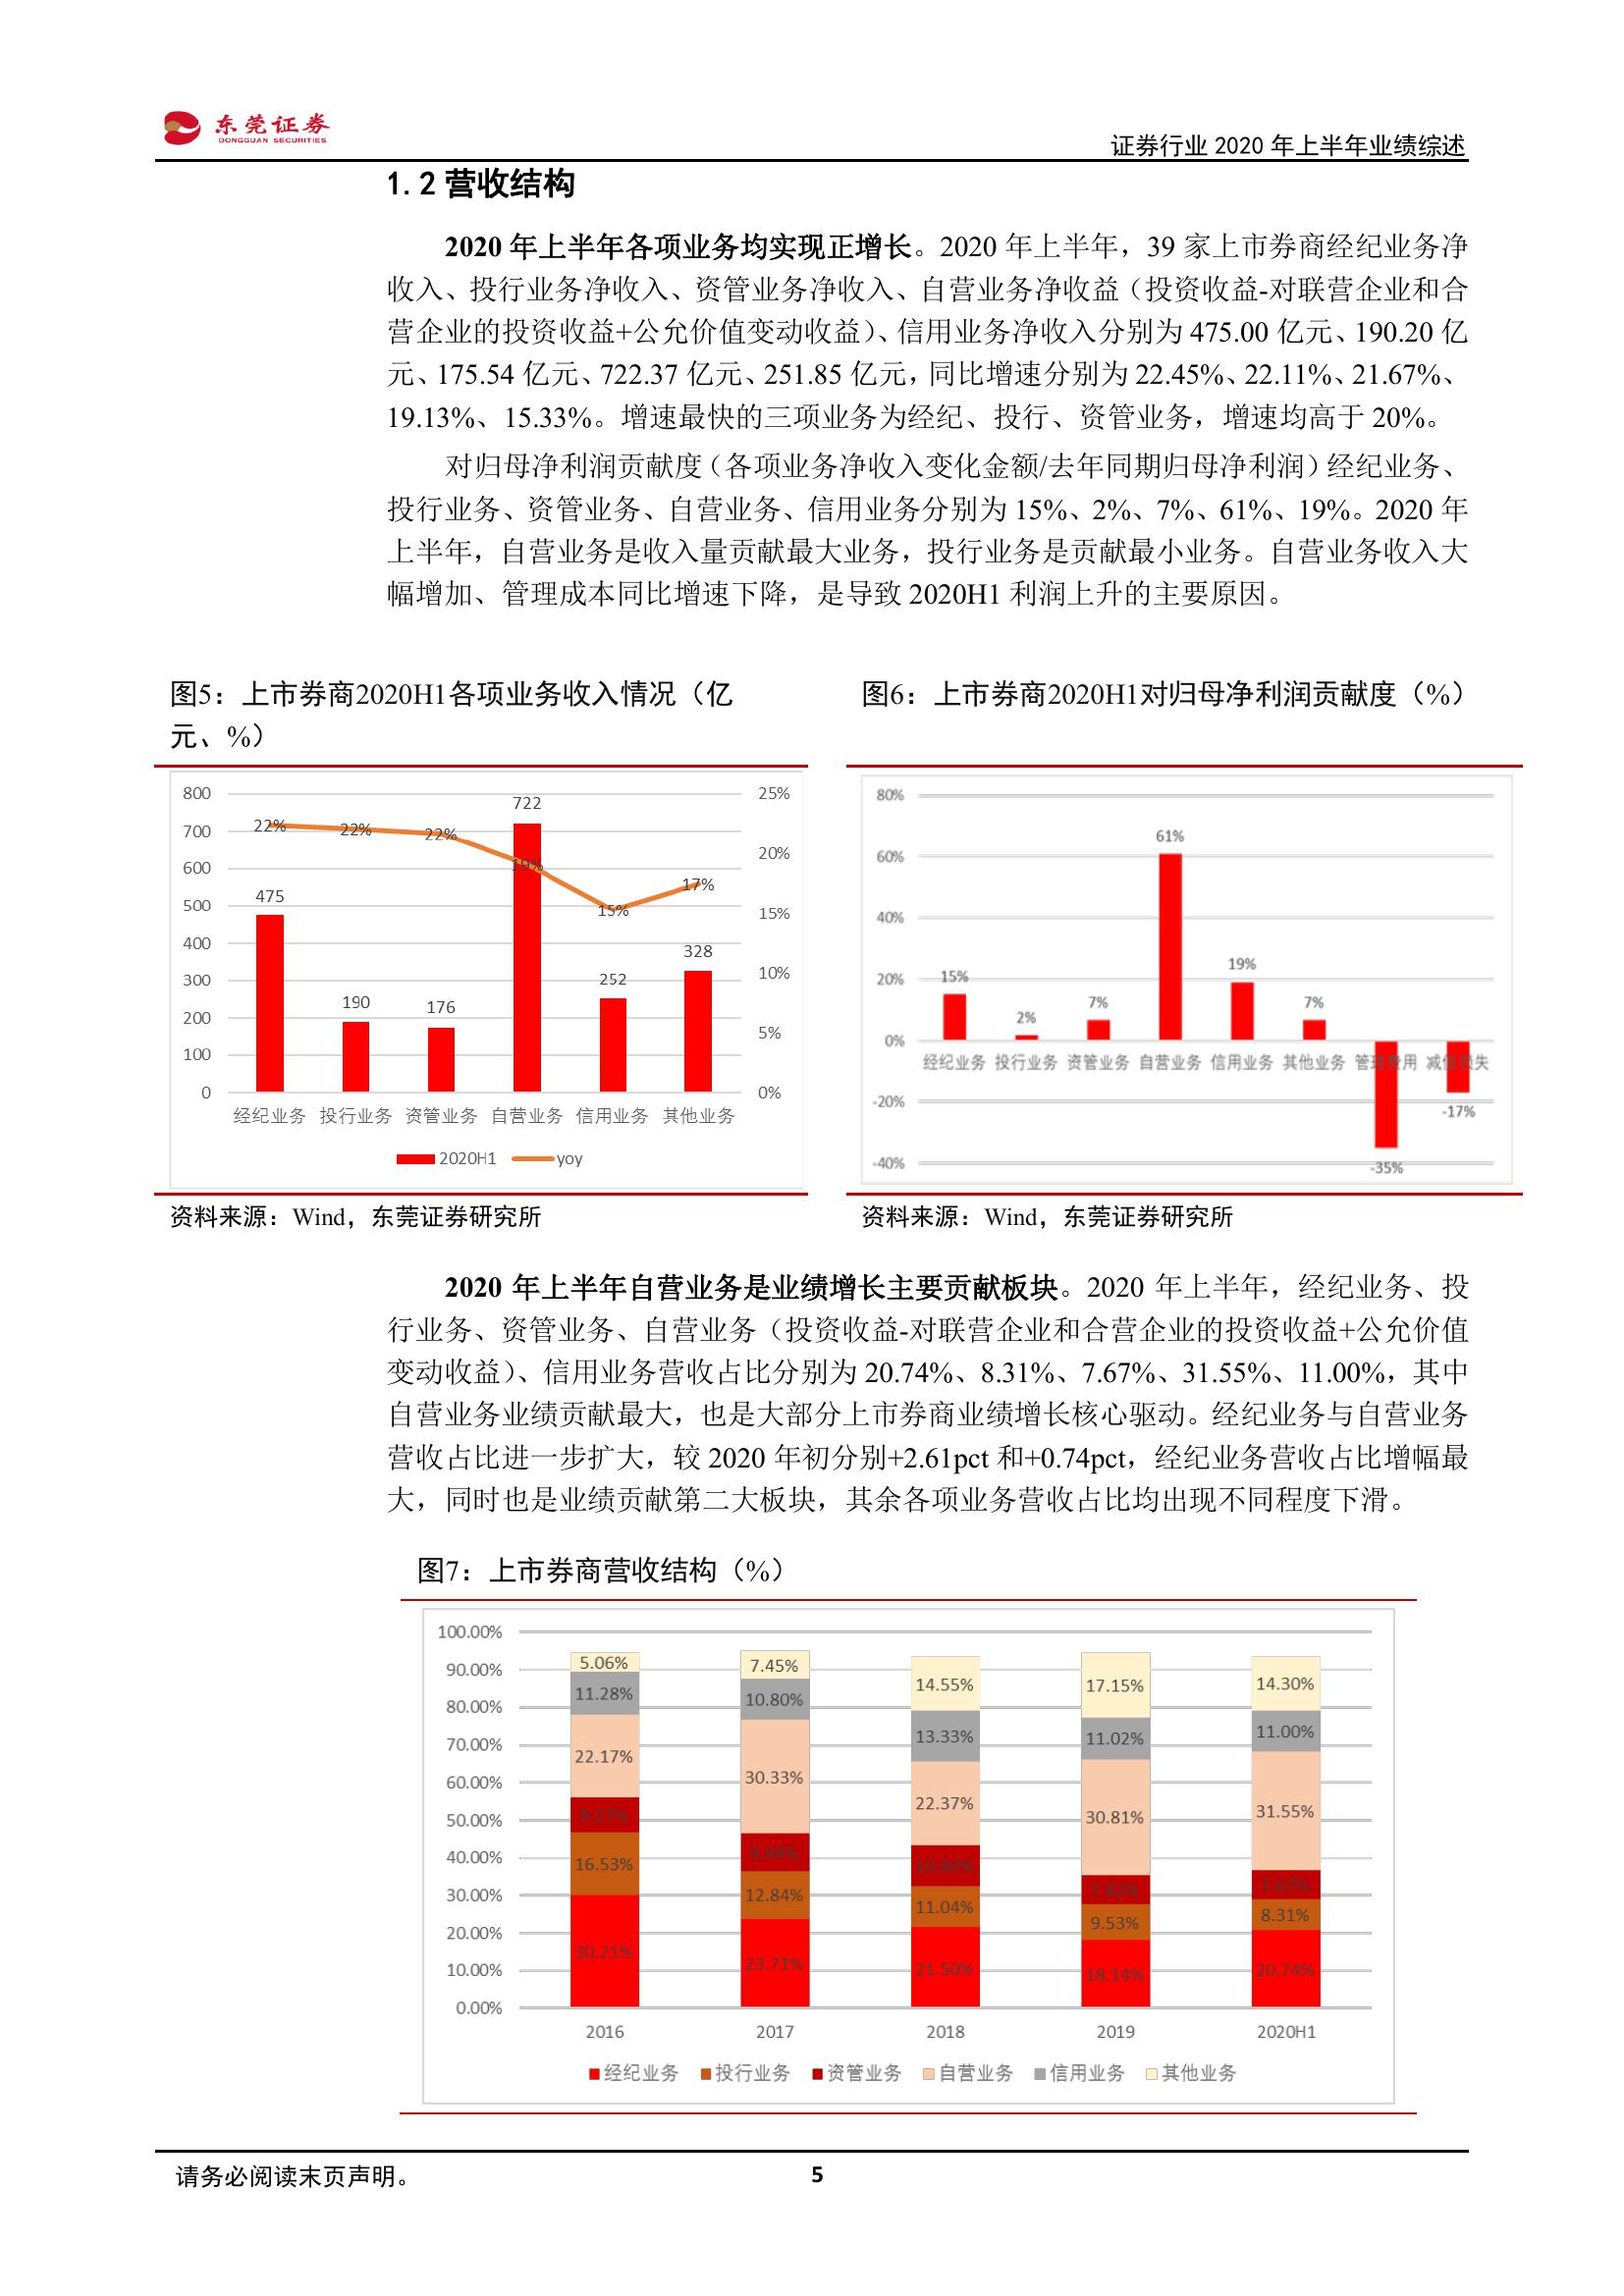 东莞证券
DONGGUAN SECURITIES
证券行业 2020 年上半年业绩综述
1.2 营收结构
2020 年上半年各项业务均实现正增长。2020 年上半年，39 家上市券商经纪业务净
收入、投行业务净收入、资管业务净收入、自营业务净收益（投资收益-对联营企业和合
营企业的投资收益+公允价值变动收益）、信用业务净收入分别为 475.00 亿元、190.20 亿
元、175.54 亿元、722.37 亿元、251.85 亿元，同比增速分别为 22.45%、22.11%、21.67%、
19.13%、15.33%。增速最快的三项业务为经纪、投行、资管业务，增速均高于 20%。
对归母净利润贡献度（各项业务净收入变化金额/去年同期归母净利润）经纪业务、
投行业务、资管业务、自营业务、信用业务分别为 15%、2%、7%、61%、19%。2020 年
上半年，自营业务是收入量贡献最大业务，投行业务是贡献最小业务。自营业务收入大
幅增加、管理成本同比增速下降，是导致 2020H1 利润上升的主要原因。
图5：上市券商2020H1各项业务收入情况（亿
元、%）
800
700
600
500
400
300
200
100
0
25%
20%
15%
10%
5%
0%
475
190
176
722
252
328
22%
22%
22%
19%
15%
17%
经纪业务 投行业务 资管业务 自营业务 信用业务 其他业务
2020H1 yoy
资料来源：Wind，东莞证券研究所
图6：上市券商2020H1对归母净利润贡献度（%）
80%
60%
40%
20%
0%
-20%
-40%
15%
2%
7%
61%
19%
7%
-35%
-17%
经纪业务 投行业务 资管业务 自营业务 信用业务 其他业务 管理费用 减值损失
资料来源：Wind，东莞证券研究所
2020 年上半年自营业务是业绩增长主要贡献板块。2020 年上半年，经纪业务、投
行业务、资管业务、自营业务（投资收益-对联营企业和合营企业的投资收益+公允价值
变动收益）、信用业务营收占比分别为 20.74%、8.31%、7.67%、31.55%、11.00%，其中
自营业务业绩贡献最大，也是大部分上市券商业绩增长核心驱动。经纪业务与自营业务
营收占比进一步扩大，较 2020 年初分别+2.61pct 和+0.74pct，经纪业务营收占比增幅最
大，同时也是业绩贡献第二大板块，其余各项业务营收占比均出现不同程度下滑。
图7：上市券商营收结构（%）
100.00%
90.00%
80.00%
70.00%
60.00%
50.00%
40.00%
30.00%
20.00%
10.00%
0.00%
5.06%
11.28%
22.17%
9.27%
16.53%
30.21%
7.45%
10.80%
30.33%
12.84%
23.71%
14.55%
13.33%
22.37%
11.04%
21.50%
17.15%
11.02%
30.81%
9.53%
18.14%
14.30%
11.00%
31.55%
7.67%
8.31%
20.74%
2016 2017 2018 2019 2020H1
经纪业务 投行业务 资管业务 自营业务 信用业务 其他业务
请务必阅读末页声明。
5